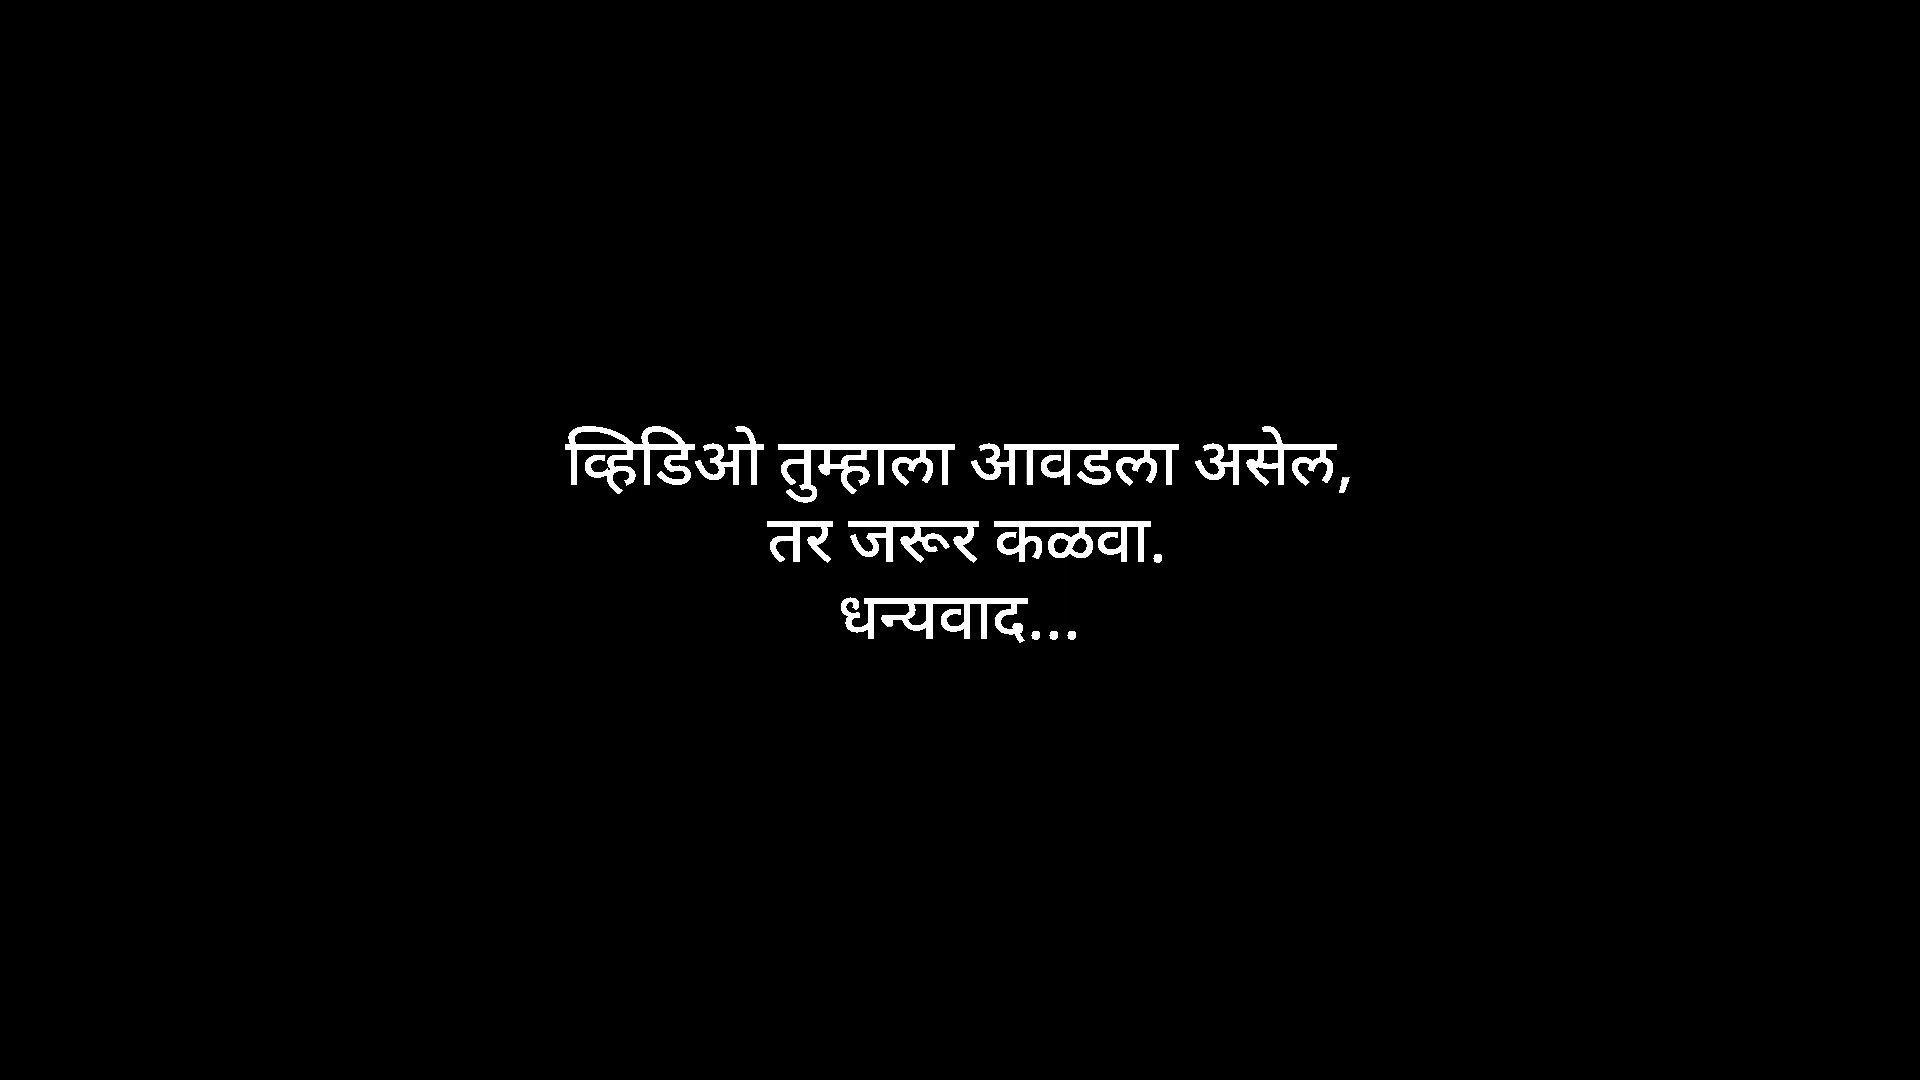 व्हिडिओ तुम्हाला आवडला असेल,
तर जरूर कळवा.
धन्यवाद...